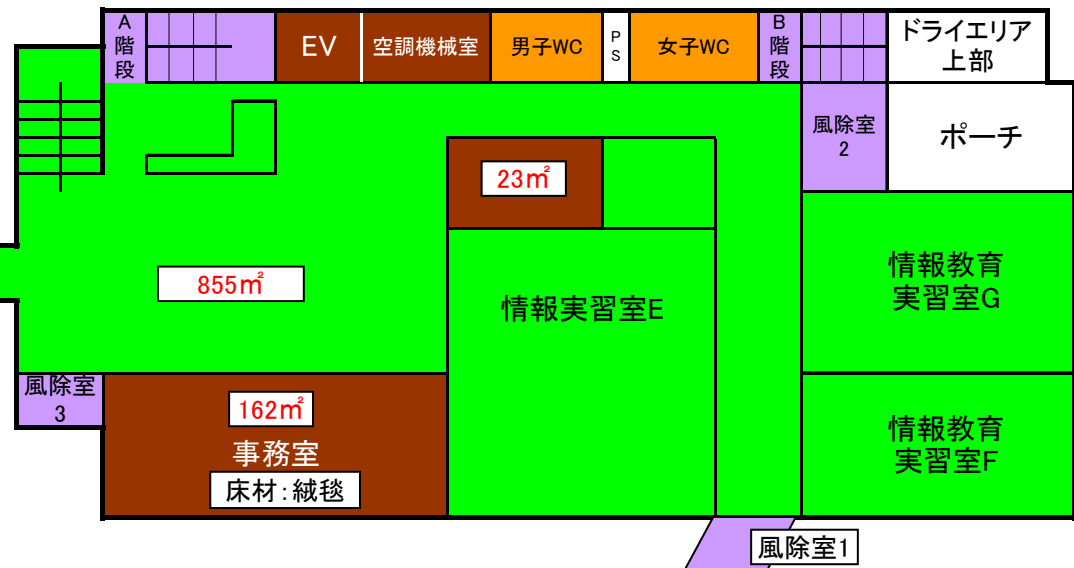 A
階
段
EV
空調機械室
男子WC
P
S
女子WC
B
階
段
ドライエリア
上部
風除室
2
ポーチ
23㎡
855㎡
情報実習室E
情報教育
実習室G
風除室
3
162㎡
事務室
床材:絨毯
情報教育
実習室F
風除室1